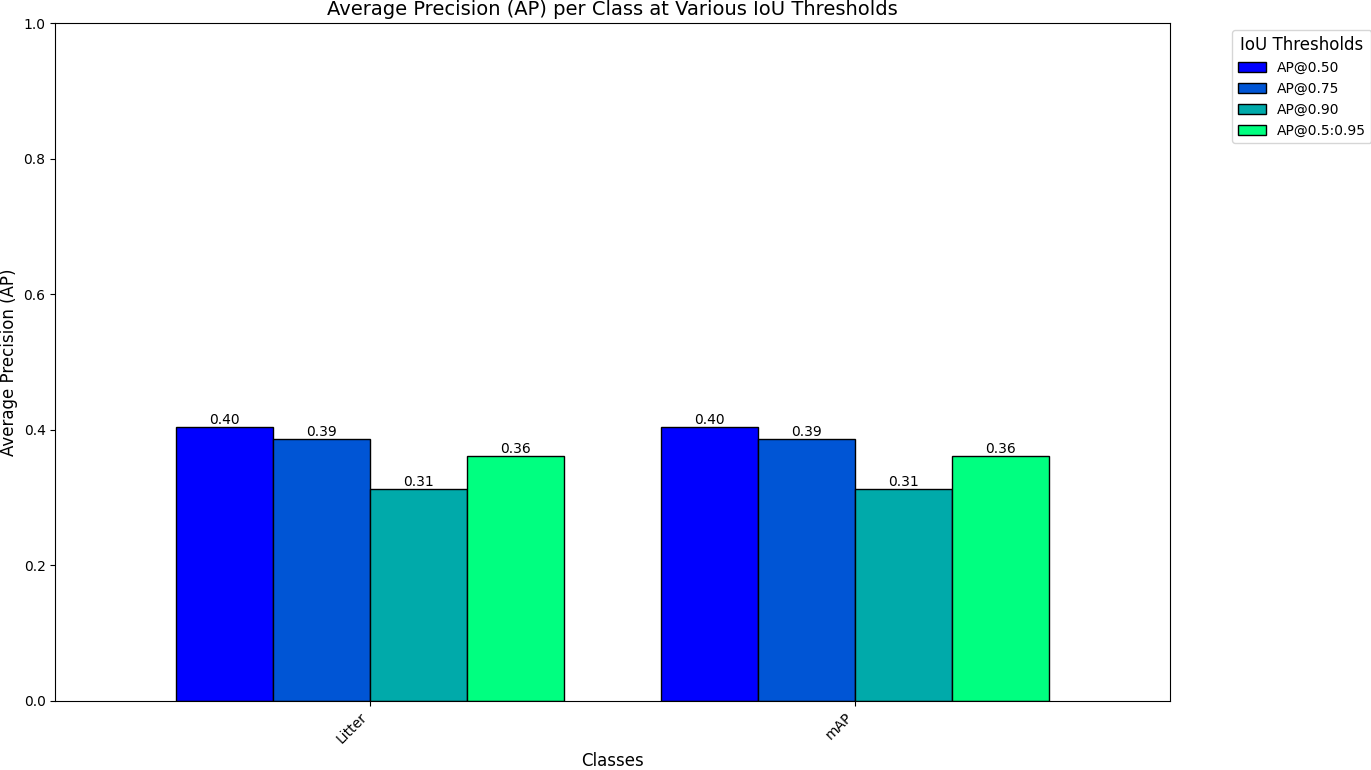 Average Precision (AP) per Class at Various IoU Thresholds
IoU Thresholds
AP@0.50
AP@0.75
AP@0.90
AP@0.5:0.95
Average Precision (AP)
1.0
0.8
0.6
0.4
0.2
0.0
0.40
0.39
0.31
0.36
0.40
0.39
0.31
0.36
Litter
mAP
Classes